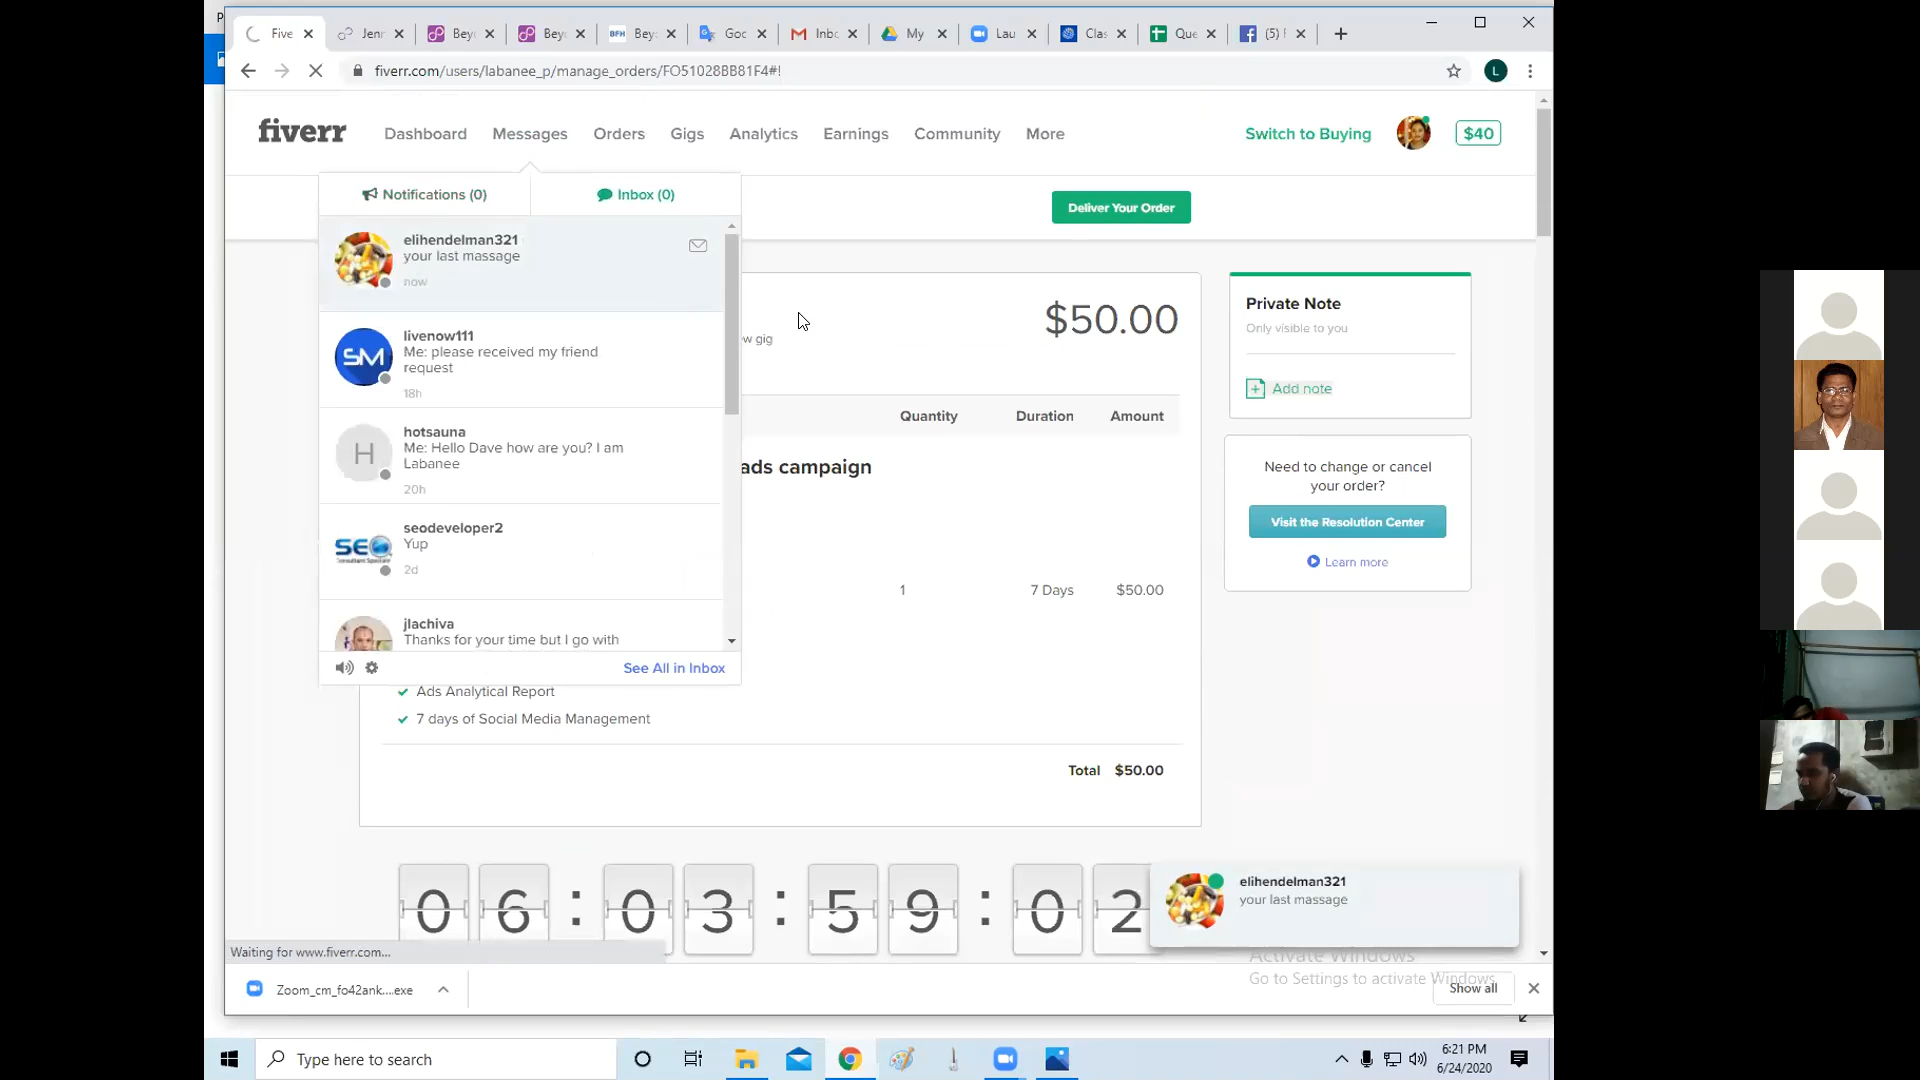 P
Five
Jenr
Bey
Bey
BFH
Bey
Goc
Inbc
My
Lau
Clas
Que
(5)
fiverr.com/users/labanee_p/manage_orders/FO51028BB81F4#!
L
fiverr
Dashboard
Messages
Orders
Gigs
Analytics
Earnings
Community
More
Switch to Buying
$40
Notifications (0)
Inbox (0)
Deliver Your Order
elihendelman321
your last massage
now
livenow111
Me: please received my friend
request
18h
SM
hotsauna
Me: Hello Dave how are you? I am
Labanee
20h
H
seodeveloper2
Yup
2d
SEO
jlachiva
Thanks for your time but I go with
See All in Inbox
$50.00
ew gig
Quantity
Duration
Amount
ads campaign
1
7 Days
$50.00
Ads Analytical Report
7 days of Social Media Management
Total $50.00
Private Note
Only visible to you
Add note
Need to change or cancel
your order?
Visit the Resolution Center
Learn more
06 : 03 : 59 : 02
elihendelman321
your last massage
Waiting for www.fiverr.com...
Activate Windows
Go to Settings to activate Windows.
Zoom_cm_fo42ank....exe
Show all
Type here to search
6:21 PM
6/24/2020